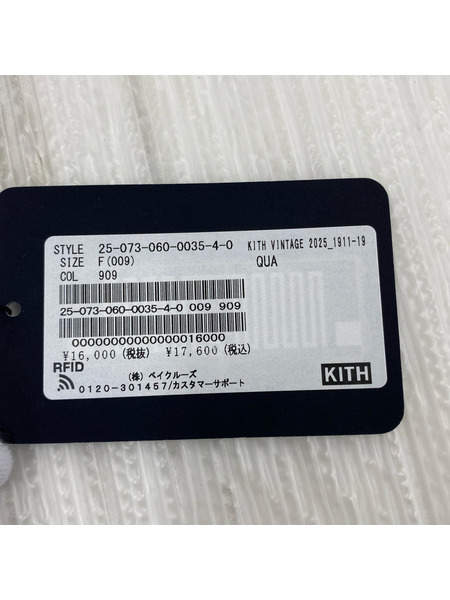 STYLE 25-073-060-0035-4-0 KITH VINTAGE 2025_1911-19
SIZE F(009) QUA
COL 909
25-073-060-0035-4-0 009 909
00000000000000016000
¥16,000 (税抜) ¥17,600(税込)
RFID
(株) ベイクルーズ
0120-301457/カスタマーサポート
KITH